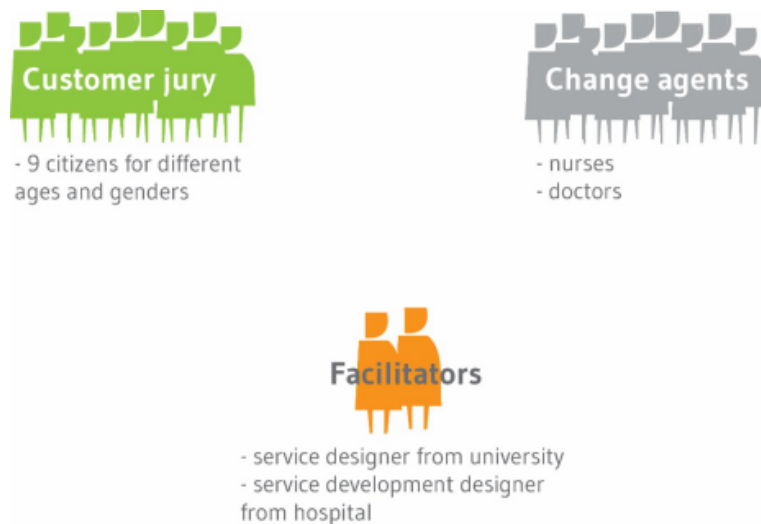 Customer jury
- 9 citizens for different
ages and genders
Change agents
- nurses
- doctors
Facilitators
- service designer from university
- service development designer
from hospital